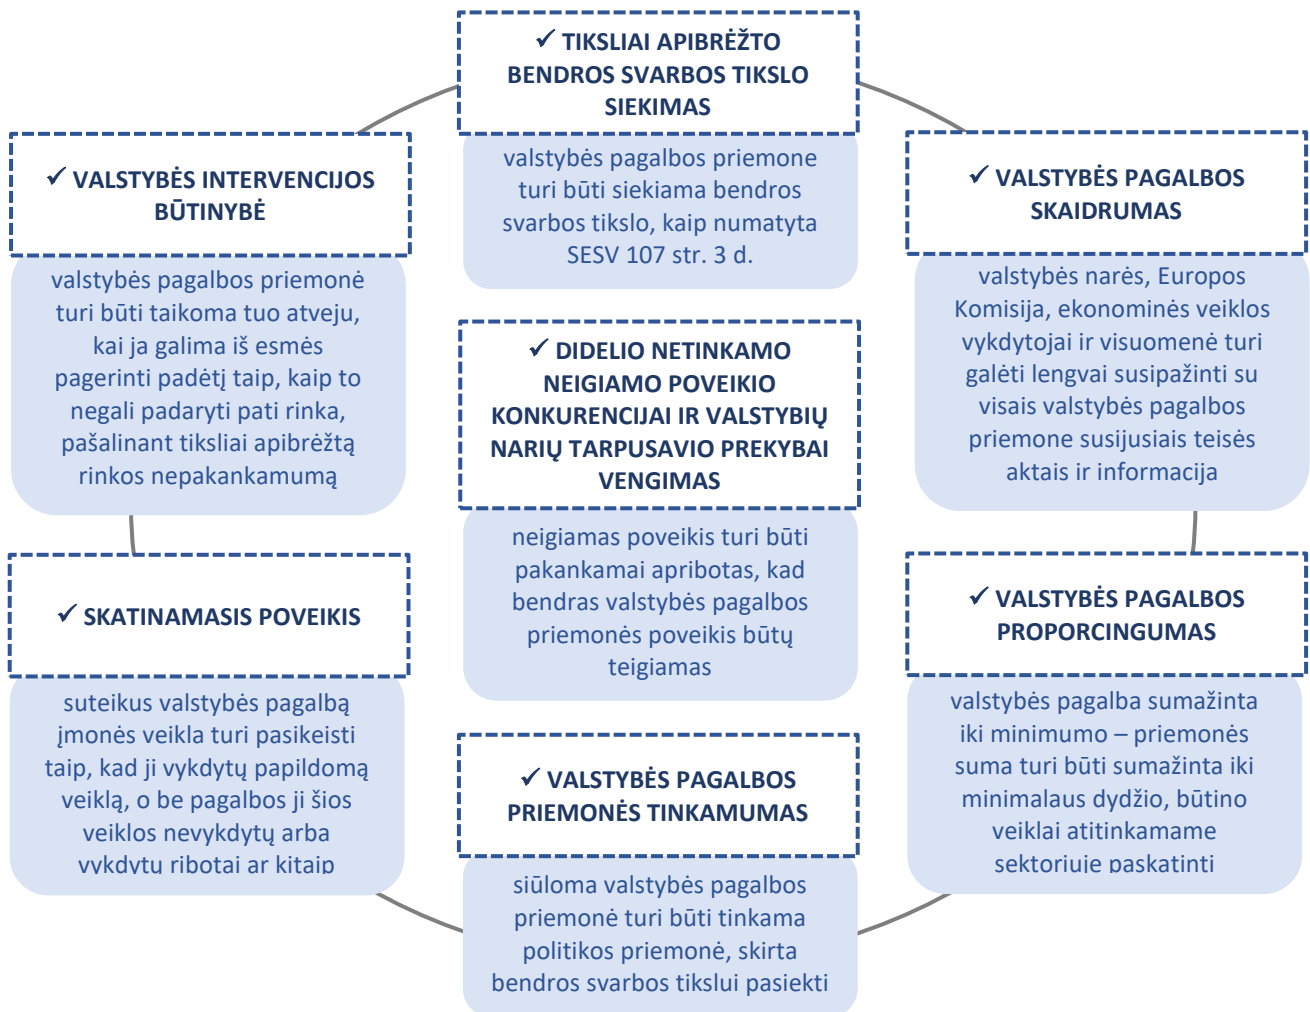 ✓ TIKSLIAI APIBRĖŽTO
BENDROS SVARBOS TIKSLO
SIEKIMAS
valstybės pagalbos priemone
turi būti siekiama bendros
svarbos tikslo, kaip numatyta
SESV 107 str. 3 d.
✓ VALSTYBĖS INTERVENCIJOS
BŪTINYBĖ
valstybės pagalbos priemonė
turi būti taikoma tuo atveju,
kai ja galima iš esmės
pagerinti padėtį taip, kaip to
negali padaryti pati rinka,
pašalinant tiksliai apibrėžtą
rinkos nepakankamumą
✓ VALSTYBĖS PAGALBOS
SKAIDRUMAS
valstybės narės, Europos
Komisija, ekonominės veiklos
vykdytojai ir visuomenė turi
galėti lengvai susipažinti su
visais valstybės pagalbos
priemone susijusiais teisės
aktais ir informacija
✓ DIDELIO NETINKAMO
NEIGIAMO POVEIKIO
KONKURENCIJAI IR VALSTYBIŲ
NARIŲ TARPUSAVIO PREKYBAI
VENGIMAS
neigiamas poveikis turi būti
pakankamai apribotas, kad
bendras valstybės pagalbos
priemonės poveikis būtų
teigiamas
✓ SKATINAMASIS POVEIKIS
suteikus valstybės pagalbą
įmonės veikla turi pasikeisti
taip, kad ji vykdytų papildomą
veiklą, o be pagalbos ji šios
veiklos nevykdytų arba
vykdytų ribotai ar kitaip
✓ VALSTYBĖS PAGALBOS
PROPORCINGUMAS
valstybės pagalba sumažinta
iki minimumo – priemonės
suma turi būti sumažinta iki
minimalaus dydžio, būtino
veiklai atitinkamame
sektoriuje paskatinti
✓ VALSTYBĖS PAGALBOS
PRIEMONĖS TINKAMUMAS
siūloma valstybės pagalbos
priemonė turi būti tinkama
politikos priemonė, skirta
bendros svarbos tikslui pasiekti